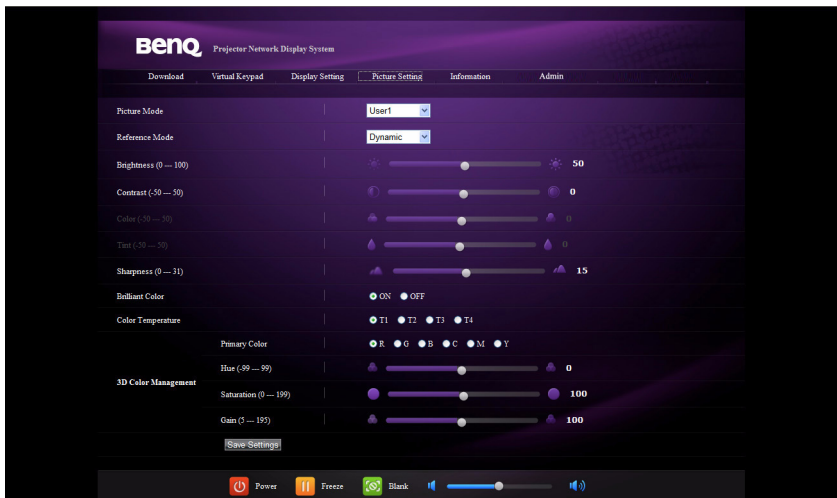 BenQ Projector Network Display System
Download Virtual Keypad Display Setting Picture Setting Information Admin
Picture Mode User1
Reference Mode Dynamic
Brightness (0 --- 100) 50
Contrast (-50 --- 50) 0
Color (-50 --- 50) 0
Tint (-50 --- 50) 0
Sharpness (0 --- 31) 15
Brilliant Color ON OFF
Color Temperature T1 T2 T3 T4
Primary Color R G B C M Y
Hue (-99 --- 99) 0
3D Color Management
Saturation (0 --- 199) 100
Gain (5 --- 195) 100
Save Settings
Power Freeze Blank